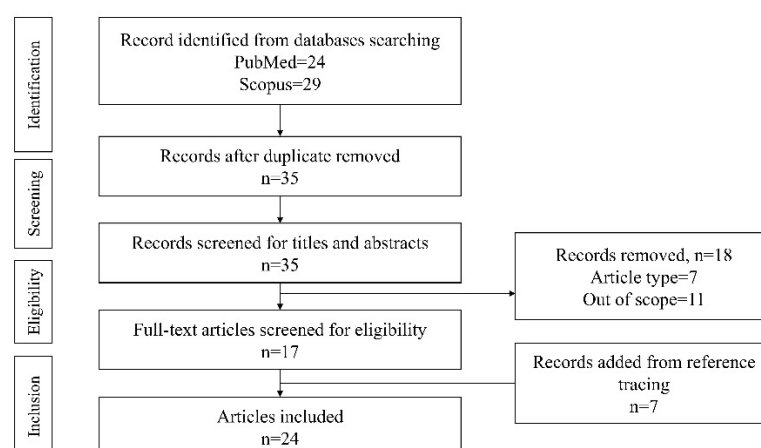 Identification
Record identified from databases searching
PubMed=24
Scopus=29
Screening
Records after duplicate removed
n=35
Records screened for titles and abstracts
n=35
Records removed, n=18
Article type=7
Out of scope=11
Eligibility
Full-text articles screened for eligibility
n=17
Records added from reference
tracing
n=7
Inclusion
Articles included
n=24